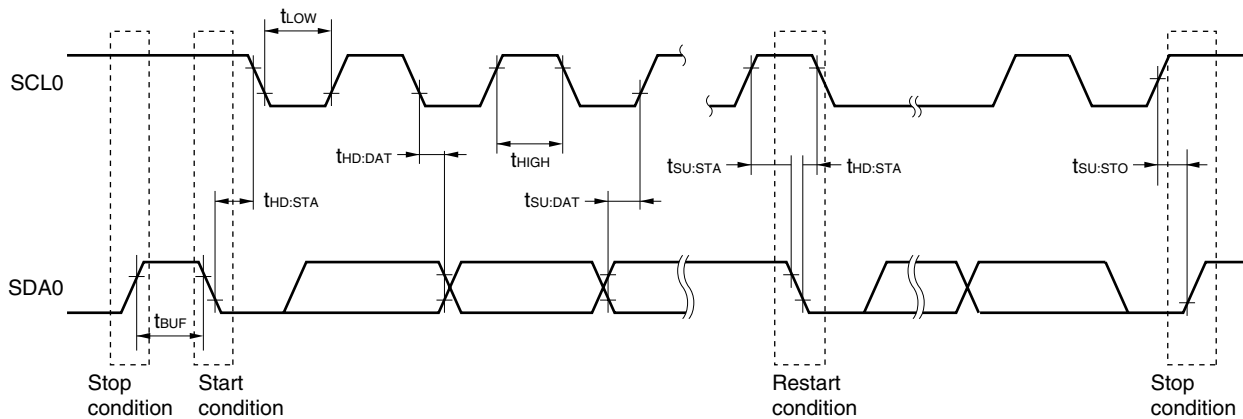 tLOW
SCL0
tHD:DAT
tHIGH
tSU:STA
tHD:STA
tSU:STO
tHD:STA
tSU:DAT
SDA0
tBUF
Stop
condition
Start
condition
Restart
condition
Stop
condition